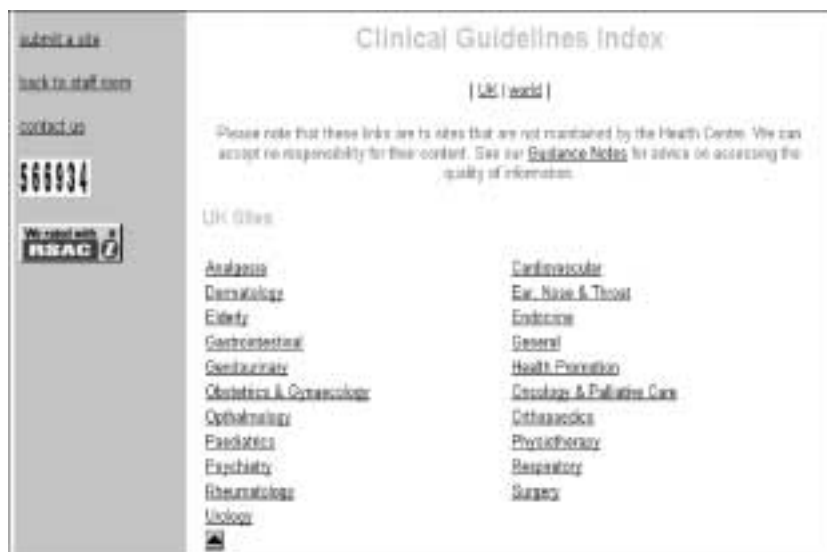 submit a site
back to staff room
contact us
566934
We rated with
RSAC i
Clinical Guidelines Index
| UK | world |
Please note that these links are to sites that are not maintained by the Health Centre. We can
accept no responsibility for their content. See our Guidance Notes for advice on accessing the
quality of information.
UK Sites
Analgesia
Dermatology
Elderly
Gastrointestinal
Genitourinary
Obstetrics & Gynaecology
Opthalmology
Paediatrics
Psychiatry
Rheumatology
Urology
Cardiovascular
Ear, Nose & Throat
Endocrine
General
Health Promotion
Oncology & Palliative Care
Orthopaedics
Physiotherapy
Respiratory
Surgery